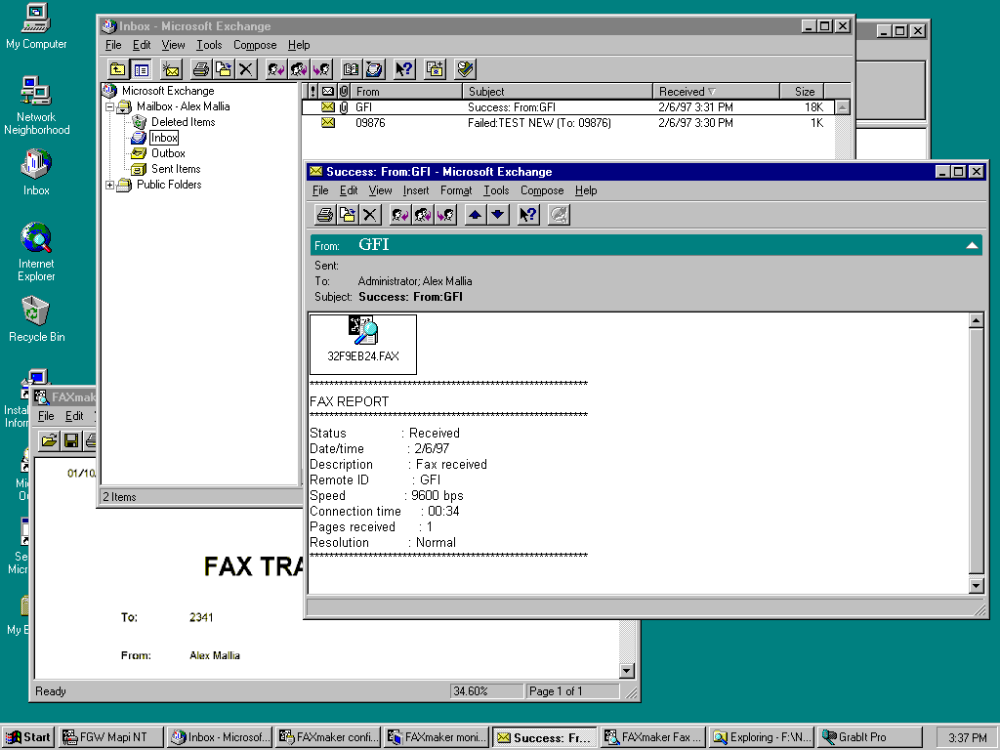 My Computer
Network
Neighborhood
Inbox
Internet
Explorer
Recycle Bin
Inbox - Microsoft Exchange
File Edit View Tools Compose Help
Microsoft Exchange
Mailbox - Alex Mallia
Deleted Items
Inbox
Outbox
Sent Items
Public Folders
2 Items
! From Subject Received Size
GFI Success: From:GFI 2/6/97 3:31 PM 18K
09876 Failed:TEST NEW (To: 09876) 2/6/97 3:30 PM 1K
Success: From:GFI - Microsoft Exchange
File Edit View Insert Format Tools Compose Help
From: GFI
Sent:
To: Administrator; Alex Mallia
Subject: Success: From:GFI
32F9EB24.FAX
FAX REPORT
Status : Received
Date/time : 2/6/97
Description : Fax received
Remote ID : GFI
Speed : 9600 bps
Connection time : 00:34
Pages received : 1
Resolution : Normal
FAXmak
File Edit
01/10
FAX TRA
To: 2341
From: Alex Mallia
Ready 34.60% Page 1 of 1
Start FGW Mapi NT Inbox - Microsof... FAXmaker confi... FAXmaker moni... Success: Fr... FAXmaker Fax ... Exploring - F:\N... GrabIt Pro 3:37 PM